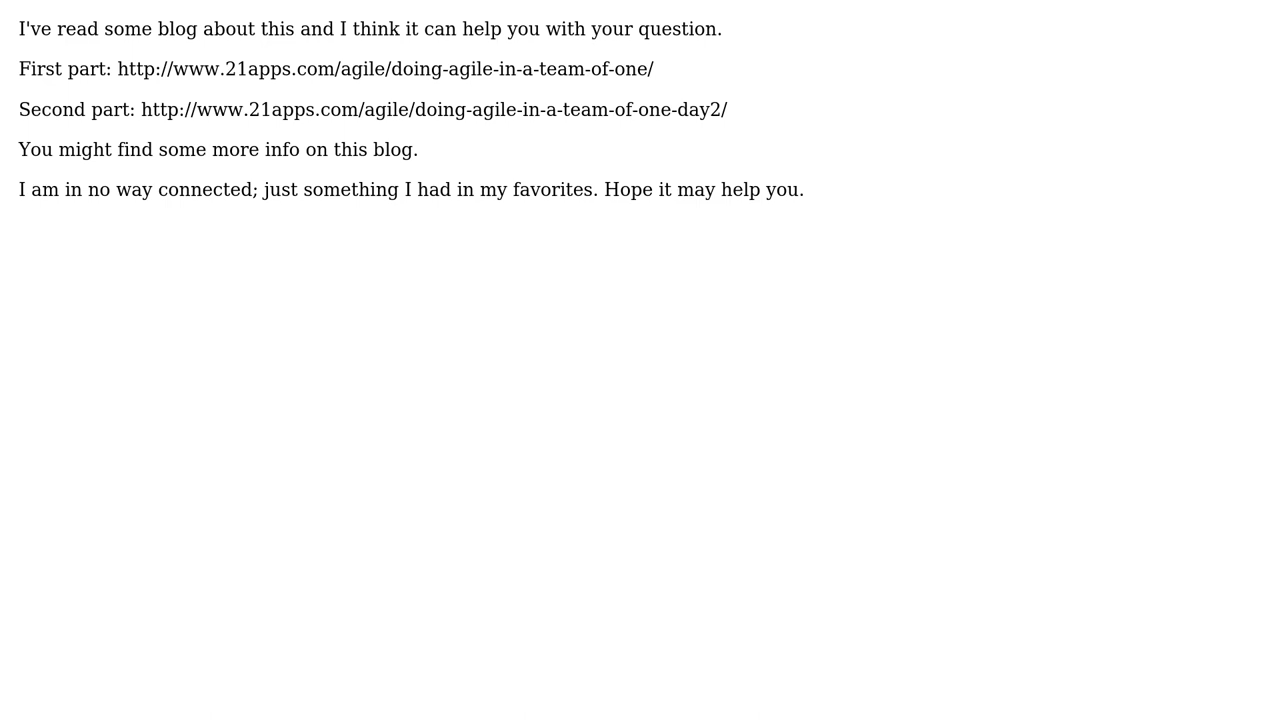 I've read some blog about this and I think it can help you with your question.
First part: http://www.21apps.com/agile/doing-agile-in-a-team-of-one/
Second part: http://www.21apps.com/agile/doing-agile-in-a-team-of-one-day2/
You might find some more info on this blog.
I am in no way connected; just something I had in my favorites. Hope it may help you.